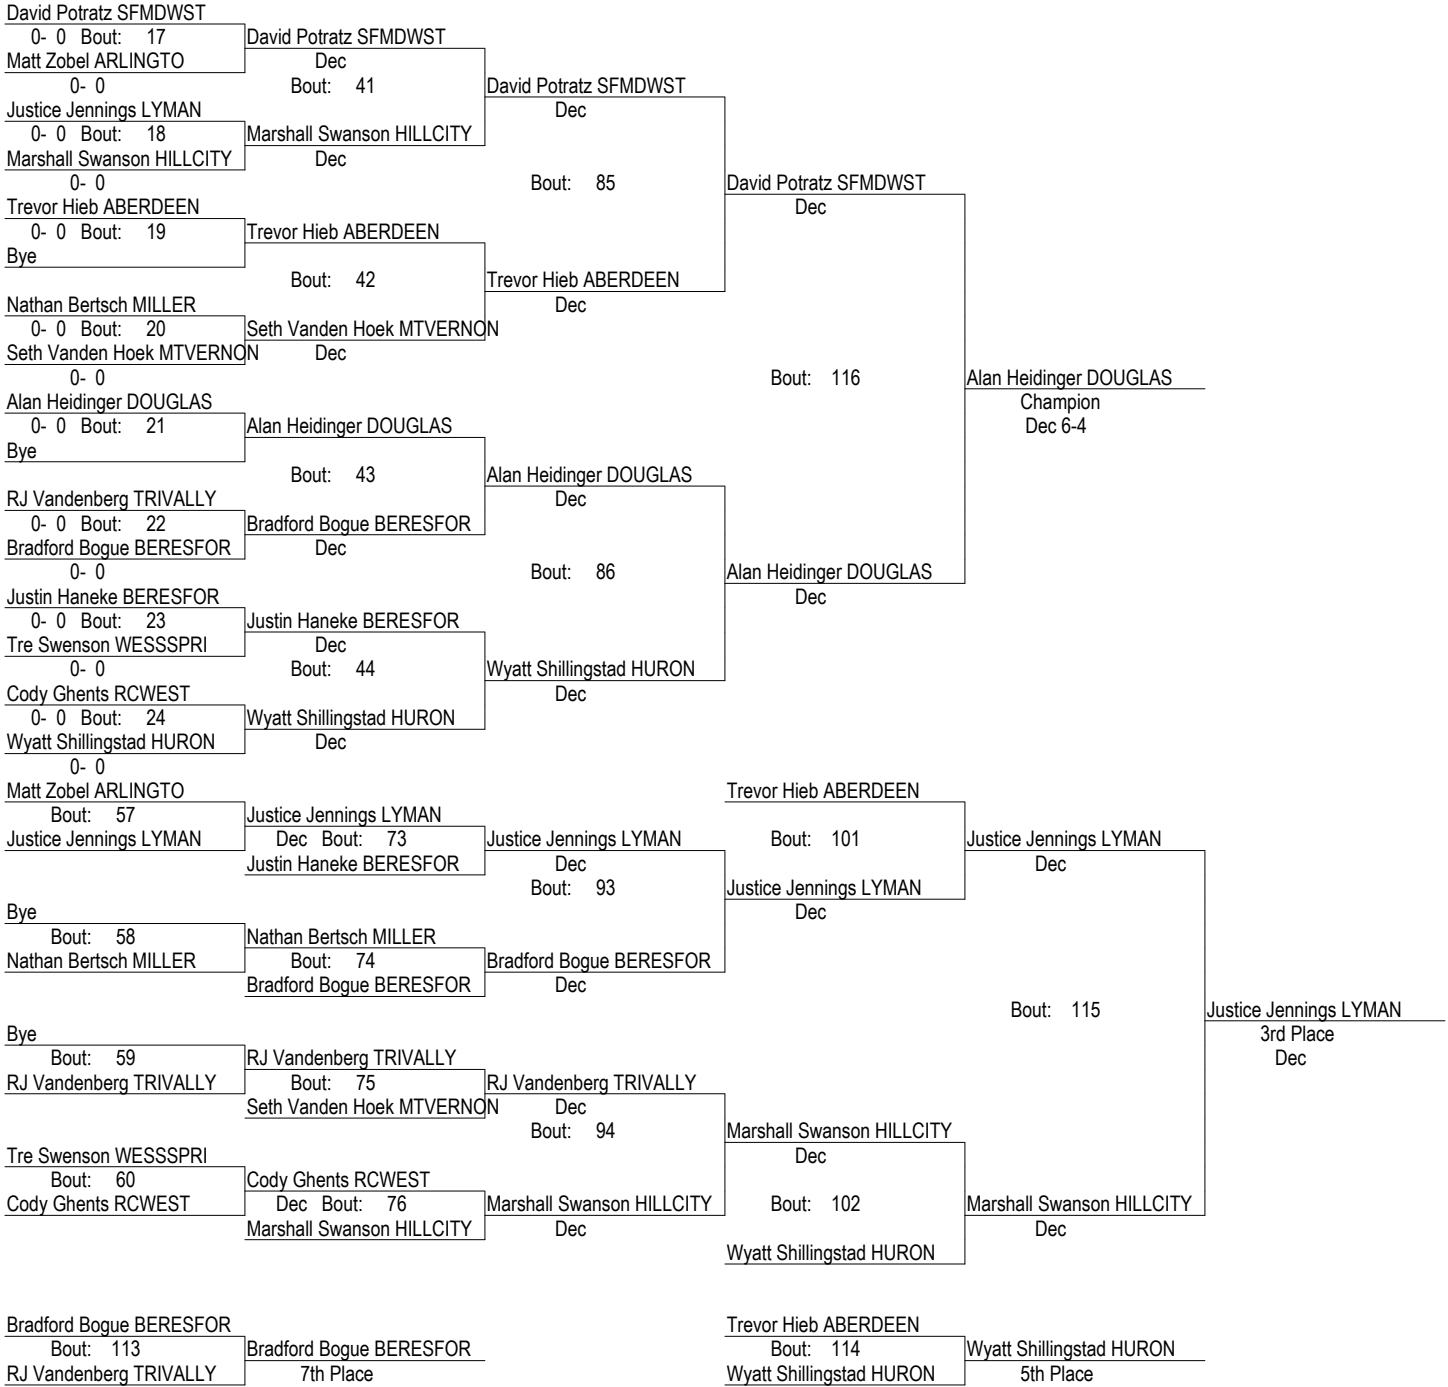 David Potratz SFMDWST
0- 0 Bout: 17 David Potratz SFMDWST
Matt Zobel ARLINGTO Dec
0- 0 Bout: 41 David Potratz SFMDWST
Justice Jennings LYMAN Dec
0- 0 Bout: 18 Marshall Swanson HILLCITY
Marshall Swanson HILLCITY Dec
0- 0 Bout: 85 David Potratz SFMDWST
Trevor Hieb ABERDEEN Dec
0- 0 Bout: 19 Trevor Hieb ABERDEEN
Bye
Bout: 42 Trevor Hieb ABERDEEN
Nathan Bertsch MILLER Dec
0- 0 Bout: 20 Seth Vanden Hoek MTVERNON
Seth Vanden Hoek MTVERNON Dec
0- 0 Bout: 116 Alan Heidinger DOUGLAS
Alan Heidinger DOUGLAS Champion
0- 0 Bout: 21 Alan Heidinger DOUGLAS Dec 6-4
Bye
Bout: 43 Alan Heidinger DOUGLAS
RJ Vandenberg TRIVALLY Dec
0- 0 Bout: 22 Bradford Bogue BERESFOR
Bradford Bogue BERESFOR Dec
0- 0 Bout: 86 Alan Heidinger DOUGLAS
Justin Haneke BERESFOR Dec
0- 0 Bout: 23 Justin Haneke BERESFOR
Tre Swenson WESSSPRI Dec
0- 0 Bout: 44 Wyatt Shillingstad HURON
Cody Ghents RCWEST Dec
0- 0 Bout: 24 Wyatt Shillingstad HURON
Wyatt Shillingstad HURON Dec
0- 0
Matt Zobel ARLINGTO Trevor Hieb ABERDEEN
Bout: 57 Justice Jennings LYMAN
Justice Jennings LYMAN Dec Bout: 73 Justice Jennings LYMAN Bout: 101 Justice Jennings LYMAN
Justin Haneke BERESFOR Dec Dec
Bout: 93 Justice Jennings LYMAN
Bye Dec
Bout: 58 Nathan Bertsch MILLER
Nathan Bertsch MILLER Bout: 74 Bradford Bogue BERESFOR
Bradford Bogue BERESFOR Dec
Bout: 115 Justice Jennings LYMAN
Bye 3rd Place
Bout: 59 RJ Vandenberg TRIVALLY Dec
RJ Vandenberg TRIVALLY Bout: 75 RJ Vandenberg TRIVALLY
Seth Vanden Hoek MTVERNON Dec
Bout: 94 Marshall Swanson HILLCITY
Tre Swenson WESSSPRI Dec
Bout: 60 Cody Ghents RCWEST
Cody Ghents RCWEST Dec Bout: 76 Marshall Swanson HILLCITY Bout: 102 Marshall Swanson HILLCITY
Marshall Swanson HILLCITY Dec Dec
Wyatt Shillingstad HURON
Bradford Bogue BERESFOR Trevor Hieb ABERDEEN
Bout: 113 Bradford Bogue BERESFOR Bout: 114 Wyatt Shillingstad HURON
RJ Vandenberg TRIVALLY 7th Place Wyatt Shillingstad HURON 5th Place